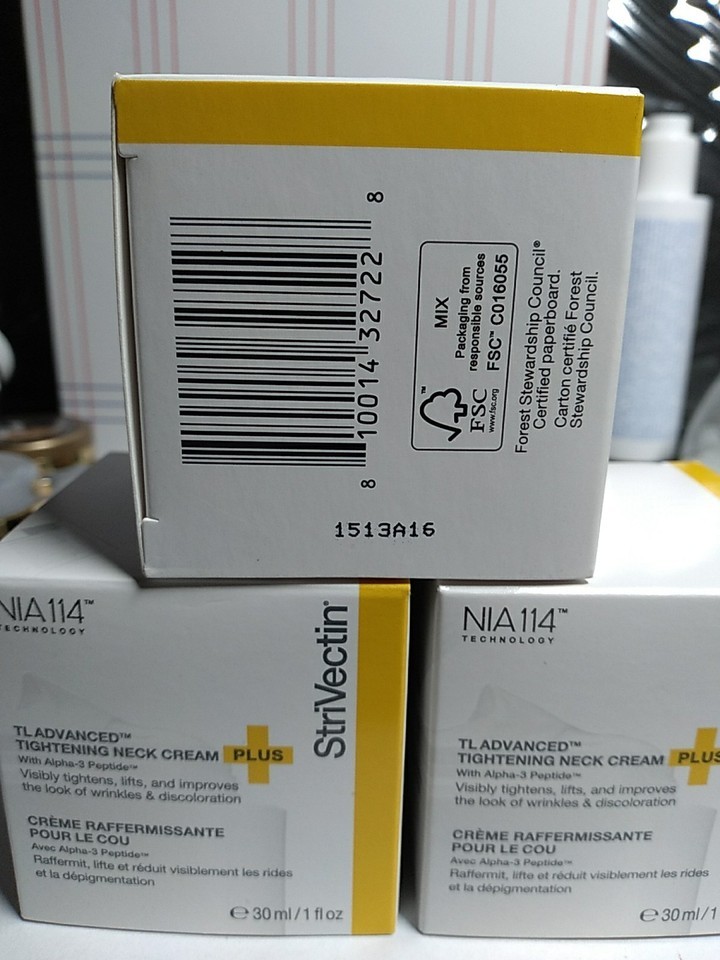 8 10014 32722 8
MIX
Packaging from
responsible sources
FSC™ C016055
™
FSC
www.fsc.org
Forest Stewardship Council®
Certified paperboard.
Carton certifié Forest
Stewardship Council.
1513A16
NIA114™
TECHNOLOGY
StriVectin®
TL ADVANCED™
TIGHTENING NECK CREAM PLUS
With Alpha-3 Peptide™
Visibly tightens, lifts, and improves
the look of wrinkles & discoloration
CRÈME RAFFERMISSANTE
POUR LE COU
Avec Alpha-3 Peptide™
Raffermit, lifte et réduit visiblement les rides
et la dépigmentation
℮ 30 ml / 1 fl oz
NIA114™
TECHNOLOGY
TL ADVANCED™
TIGHTENING NECK CREAM PLUS
With Alpha-3 Peptide™
Visibly tightens, lifts, and improves
the look of wrinkles & discoloration
CRÈME RAFFERMISSANTE
POUR LE COU
Avec Alpha-3 Peptide™
Raffermit, lifte et réduit visiblement les rides
et la dépigmentation
℮ 30 ml / 1